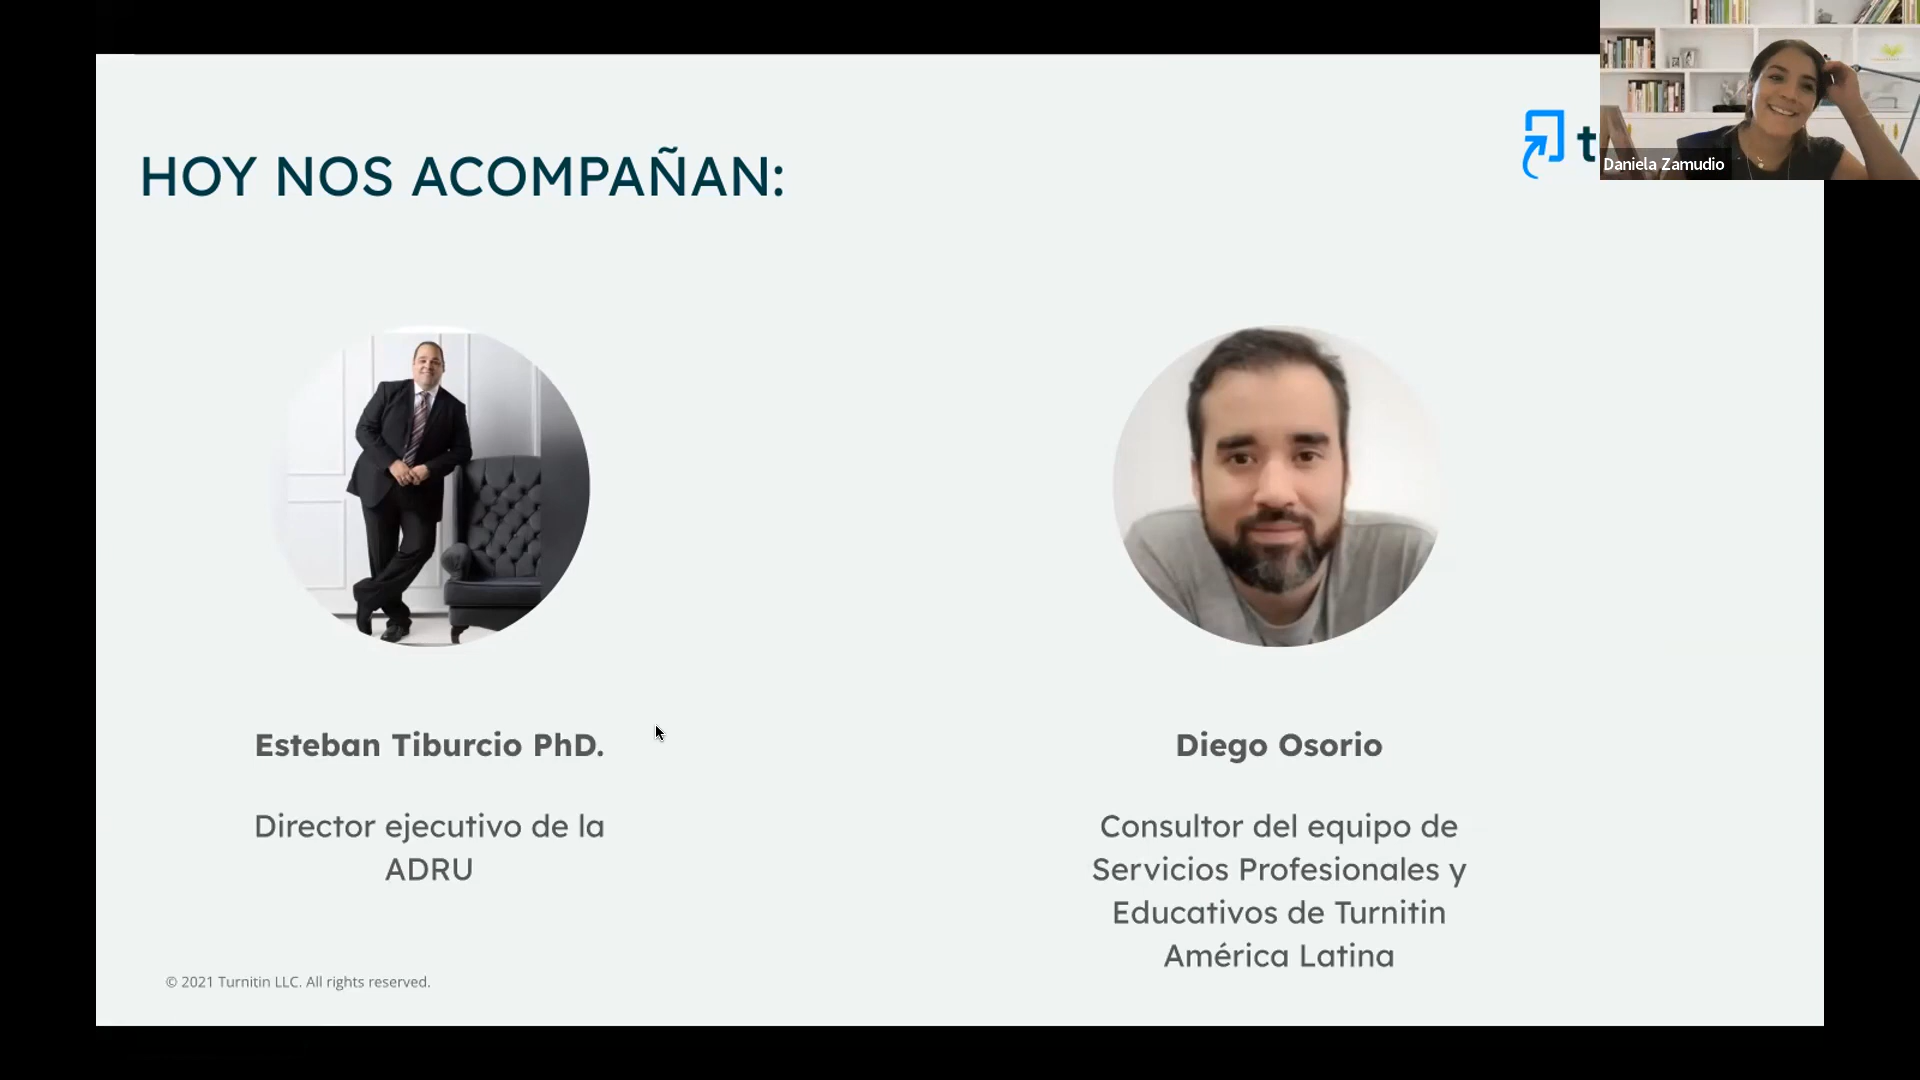 HOY NOS ACOMPAÑAN:
Daniela Zamudio
Esteban Tiburcio PhD.
Director ejecutivo de la
ADRU
Diego Osorio
Consultor del equipo de
Servicios Profesionales y
Educativos de Turnitin
América Latina
© 2021 Turnitin LLC. All rights reserved.